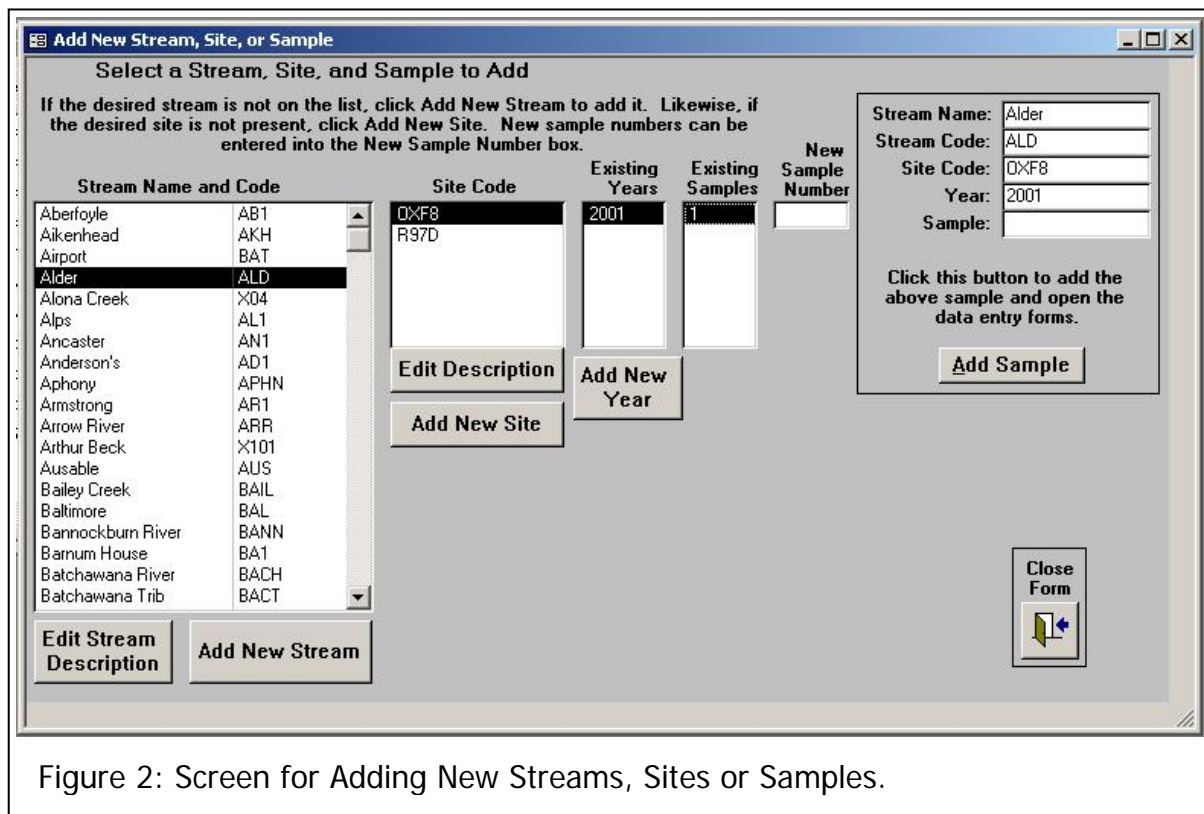 Add New Stream, Site, or Sample
Select a Stream, Site, and Sample to Add
If the desired stream is not on the list, click Add New Stream to add it. Likewise, if
the desired site is not present, click Add New Site. New sample numbers can be
entered into the New Sample Number box.
Stream Name and Code
Aberfoyle AB1
Aikenhead AKH
Airport BAT
Alder ALD
Alona Creek X04
Alps AL1
Ancaster AN1
Anderson's AD1
Aphony APHN
Armstrong AR1
Arrow River ARR
Arthur Beck X101
Ausable AUS
Bailey Creek BAIL
Baltimore BAL
Bannockburn River BANN
Barnum House BA1
Batchawana River BACH
Batchawana Trib BACT
Edit Stream
Description
Add New Stream
Site Code
OXF8
R97D
Edit Description
Add New Site
Existing
Years
2001
Add New
Year
Existing
Samples
1
New
Sample
Number
Stream Name: Alder
Stream Code: ALD
Site Code: OXF8
Year: 2001
Sample:
Click this button to add the
above sample and open the
data entry forms.
Add Sample
Close
Form
Figure 2: Screen for Adding New Streams, Sites or Samples.